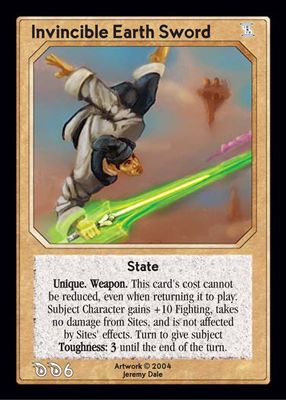 Invincible Earth Sword
State
Unique. Weapon. This card's cost cannot
be reduced, even when returning it to play.
Subject Character gains +10 Fighting, takes
no damage from Sites, and is not affected
by Sites' effects. Turn to give subject
Toughness: 3 until the end of the turn.
6
Artwork © 2004
Jeremy Dale